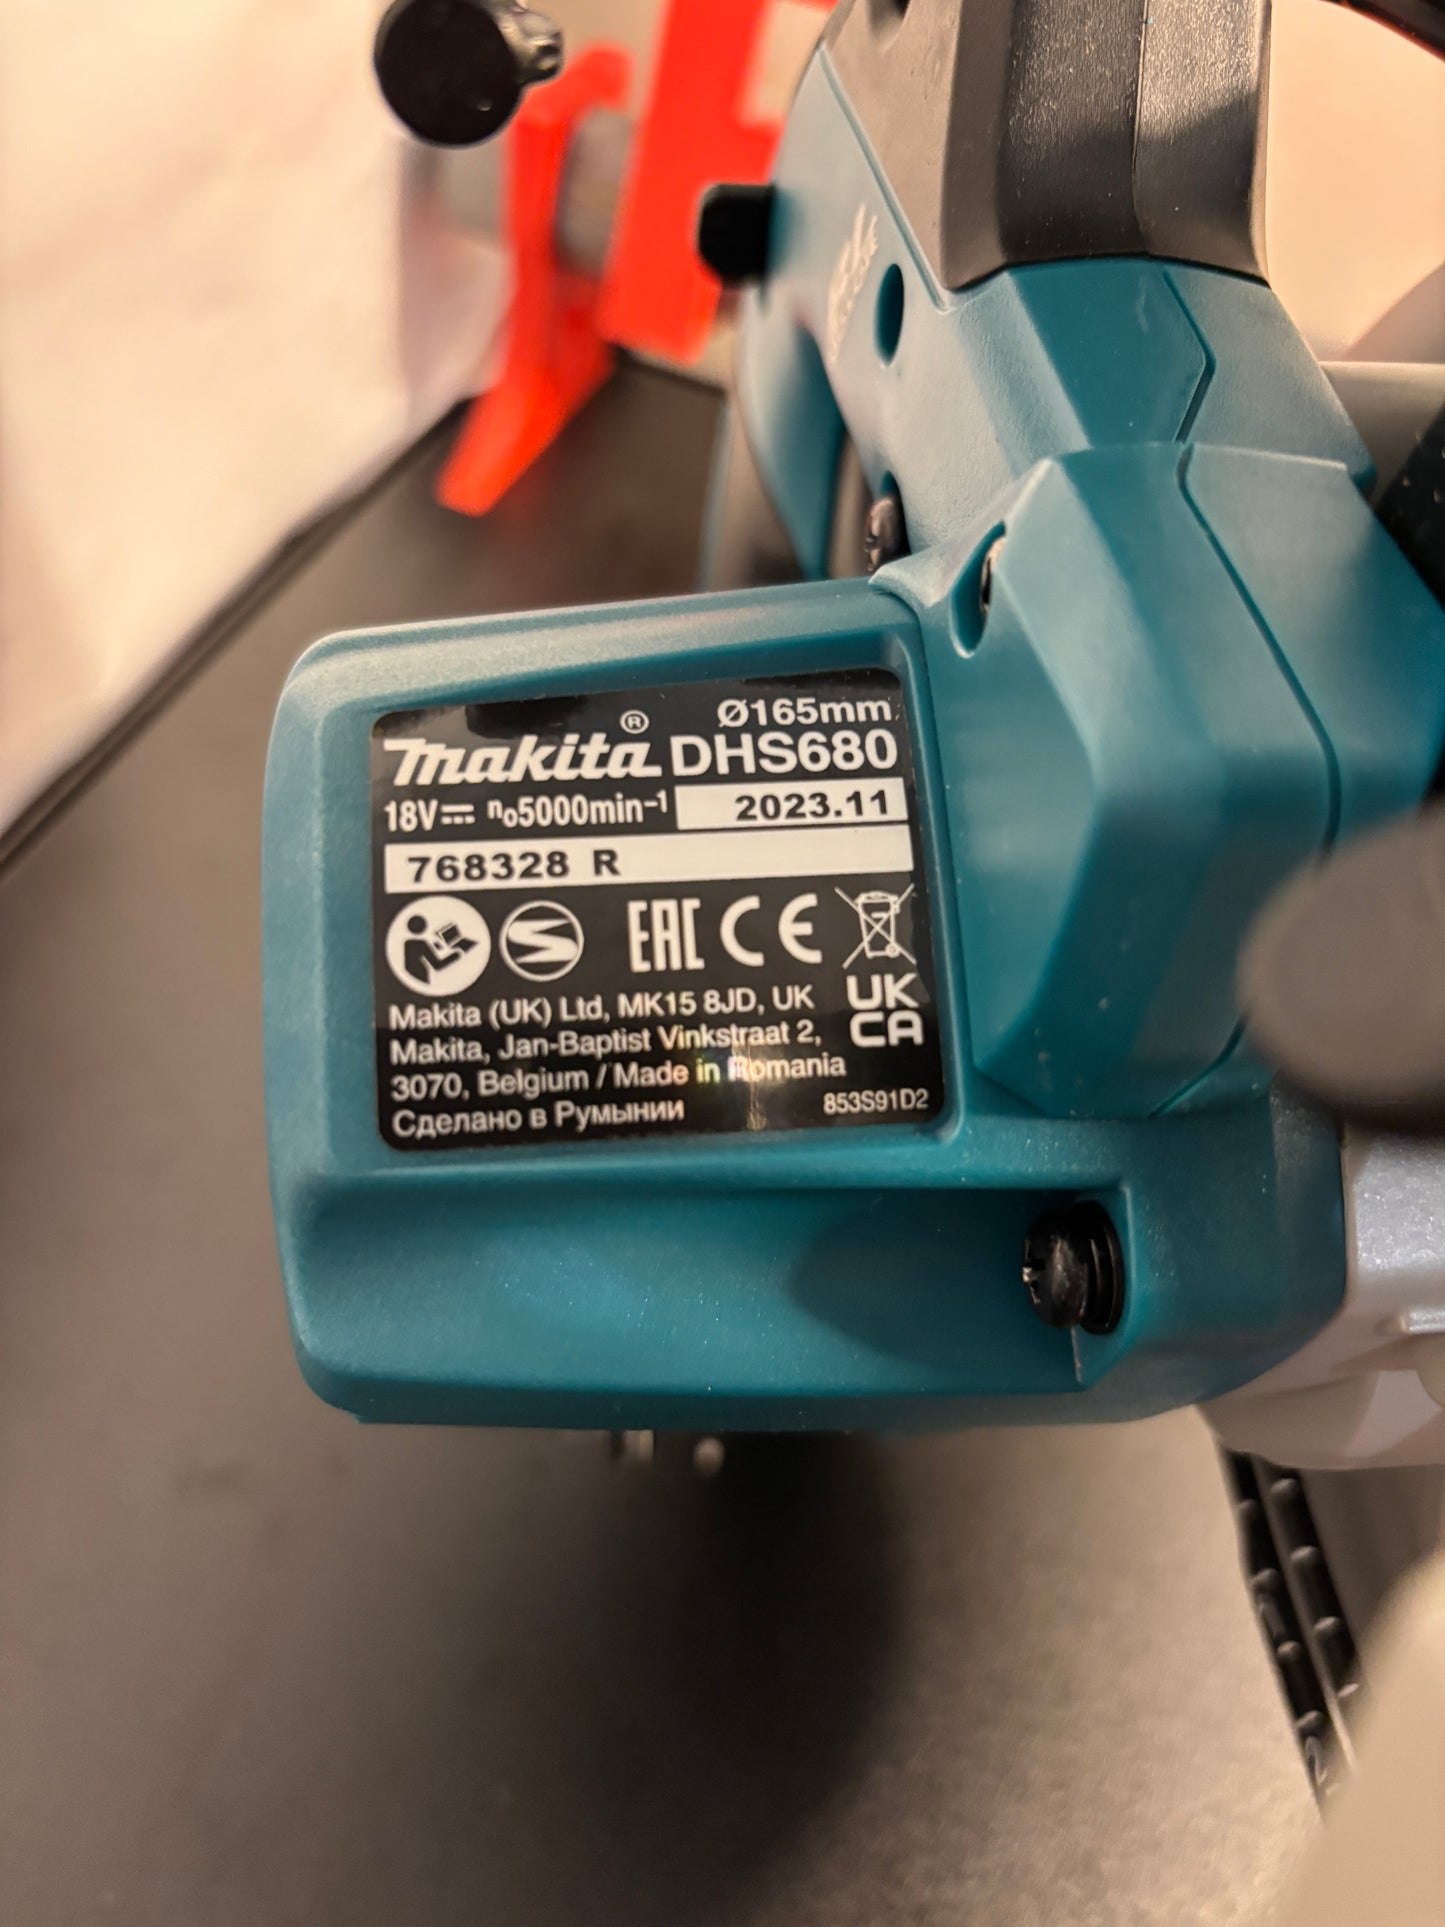 Ø165mm
makita® DHS680
18V⎓ n₀5000min⁻¹ 2023.11
768328 R
EAC CE
Makita (UK) Ltd, MK15 8JD, UK
UK
CA
Makita, Jan-Baptist Vinkstraat 2,
3070, Belgium / Made in Romania
Сделано в Румынии 853S91D2